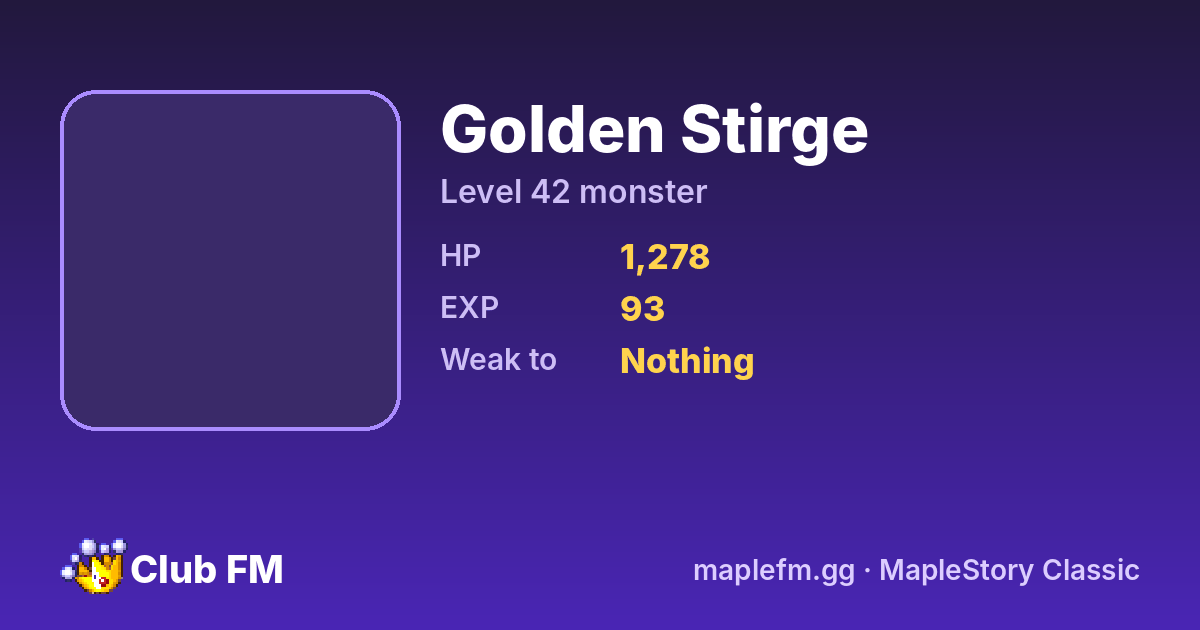 Golden Stirge
Level 42 monster
HP 1,278
EXP 93
Weak to Nothing
Club FM
maplefm.gg · MapleStory Classic